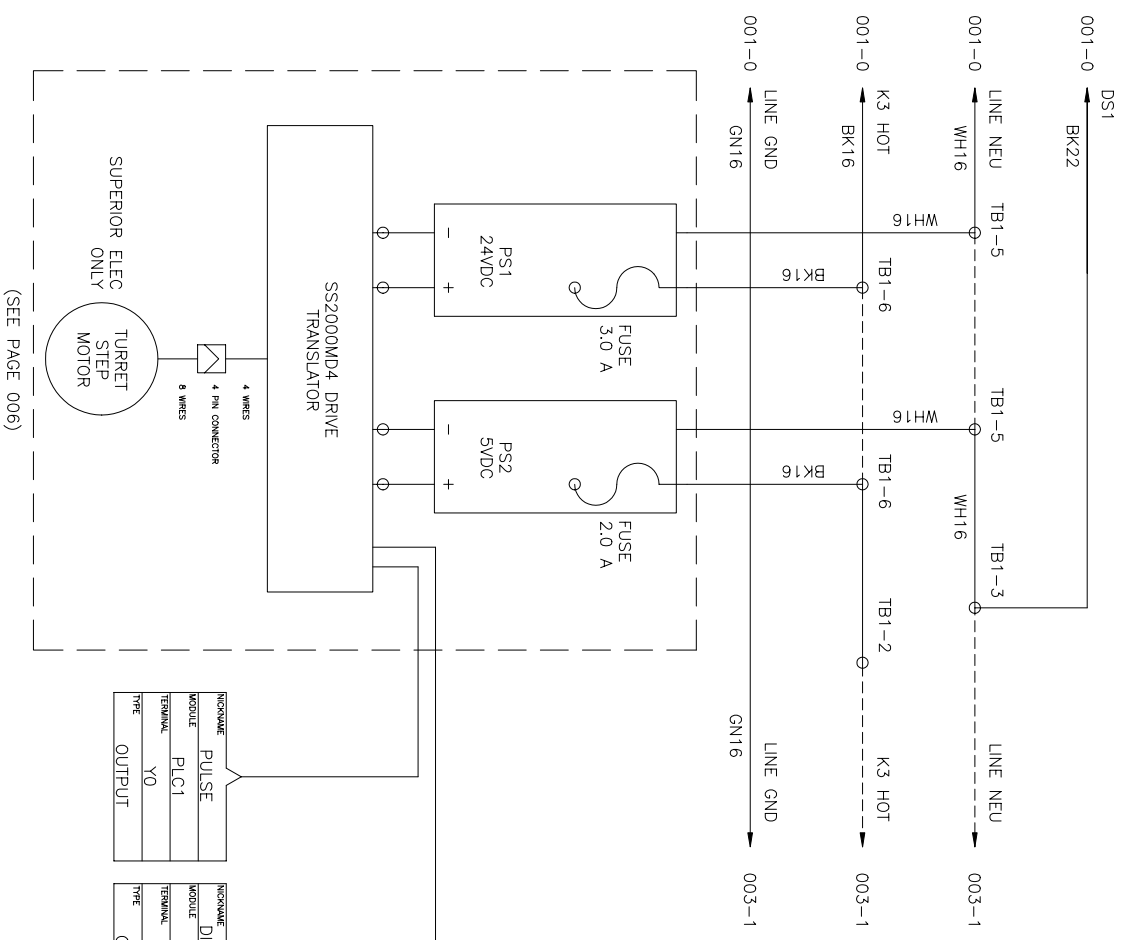 DS1
001-0
BK22
001-0
LINE NEU
WH16
TB1-5
TB1-5
WH16
TB1-3
LINE NEU
003-1
001-0
K3 HOT
BK16
WH16
TB1-6
WH16
TB1-6
TB1-2
K3 HOT
003-1
001-0
LINE GND
GN16
BK16
BK16
GN16
LINE GND
003-1
FUSE
3.0 A
PS1
24VDC
-
+
FUSE
2.0 A
PS2
5VDC
-
+
SS2000MD4 DRIVE
TRANSLATOR
4 WIRES
4 PIN CONNECTOR
8 WIRES
SUPERIOR ELEC
ONLY
TURRET
STEP
MOTOR
(SEE PAGE 006)
NICKNAME
PULSE
MODULE
PLC1
TERMINAL
Y0
TYPE
OUTPUT
NICKNAME
MODULE
TERMINAL
TYPE